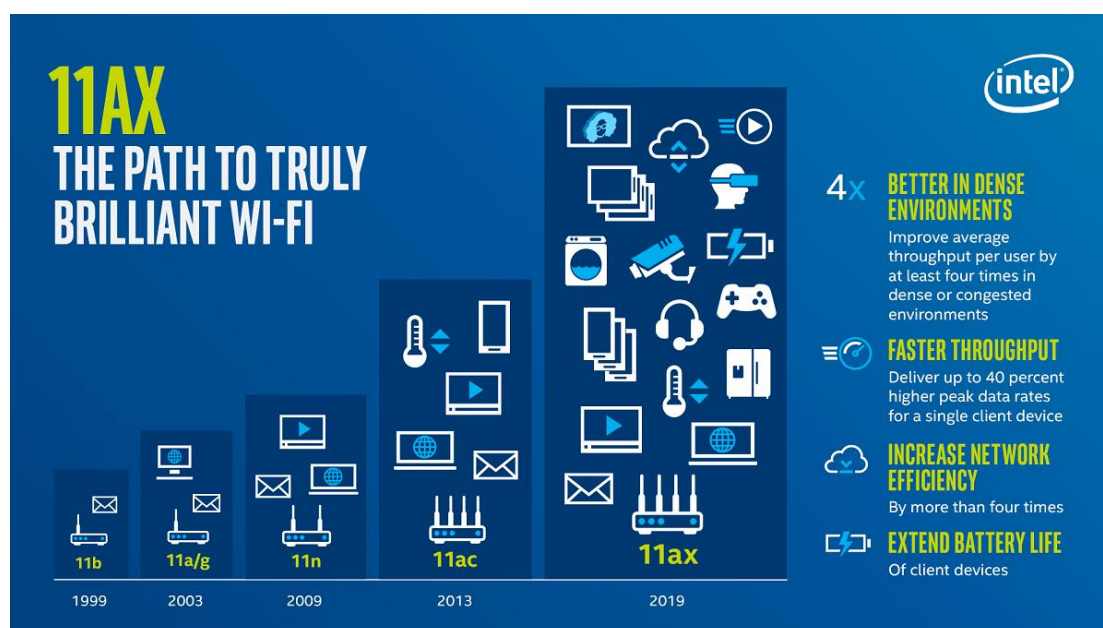 11AX
THE PATH TO TRULY
BRILLIANT WI-FI
intel
11b
11a/g
11n
11ac
11ax
1999
2003
2009
2013
2019
4x
BETTER IN DENSE
ENVIRONMENTS
Improve average
throughput per user by
at least four times in
dense or congested
environments
FASTER THROUGHPUT
Deliver up to 40 percent
higher peak data rates
for a single client device
INCREASE NETWORK
EFFICIENCY
By more than four times
EXTEND BATTERY LIFE
Of client devices